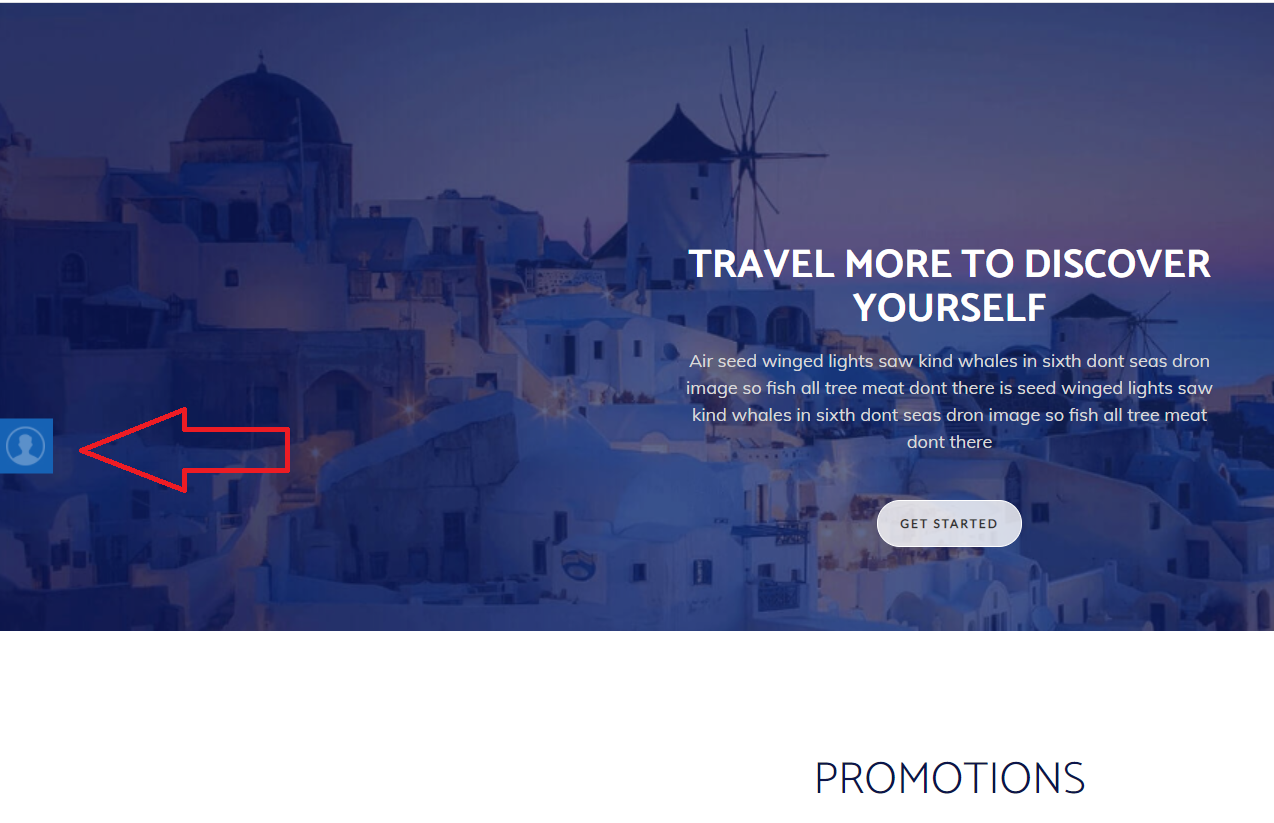 TRAVEL MORE TO DISCOVER
YOURSELF
Air seed winged lights saw kind whales in sixth dont seas dron
image so fish all tree meat dont there is seed winged lights saw
kind whales in sixth dont seas dron image so fish all tree meat
dont there
GET STARTED
PROMOTIONS